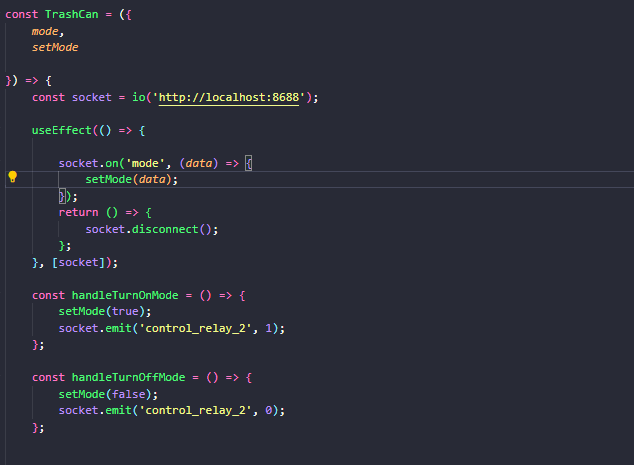 const TrashCan = ({
    mode,
    setMode

}) => {
    const socket = io('http://localhost:8688');

    useEffect(() => {

        socket.on('mode', (data) => {
            setMode(data);
        });
        return () => {
            socket.disconnect();
        };
    }, [socket]);

    const handleTurnOnMode = () => {
        setMode(true);
        socket.emit('control_relay_2', 1);
    };

    const handleTurnOffMode = () => {
        setMode(false);
        socket.emit('control_relay_2', 0);
    };